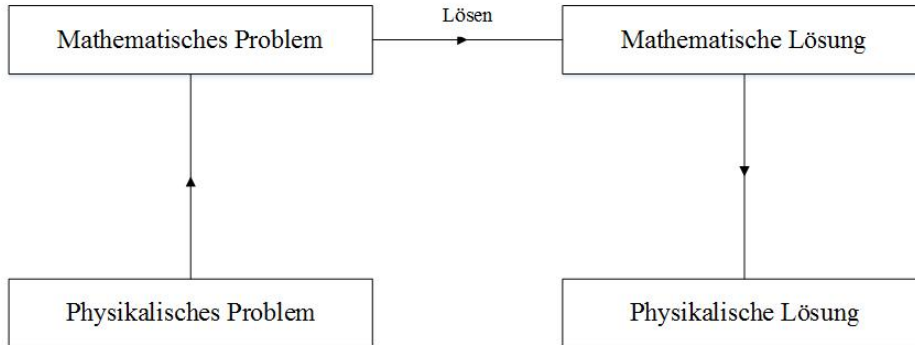 Lösen
Mathematisches Problem
Mathematische Lösung
Physikalisches Problem
Physikalische Lösung